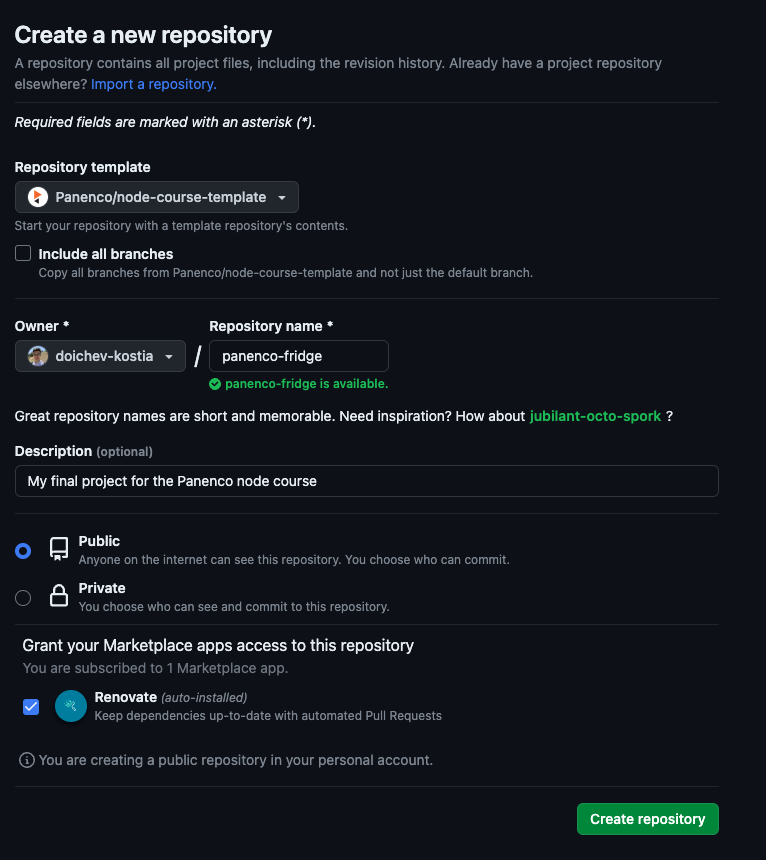 Create a new repository
A repository contains all project files, including the revision history. Already have a project repository
elsewhere? Import a repository.
Required fields are marked with an asterisk (*).
Repository template
Panenco/node-course-template
Start your repository with a template repository's contents.
Include all branches
Copy all branches from Panenco/node-course-template and not just the default branch.
Owner * Repository name *
doichev-kostia / panenco-fridge
panenco-fridge is available.
Great repository names are short and memorable. Need inspiration? How about jubilant-octo-spork ?
Description (optional)
My final project for the Panenco node course
Public
Anyone on the internet can see this repository. You choose who can commit.
Private
You choose who can see and commit to this repository.
Grant your Marketplace apps access to this repository
You are subscribed to 1 Marketplace app.
Renovate (auto-installed)
Keep dependencies up-to-date with automated Pull Requests
You are creating a public repository in your personal account.
Create repository